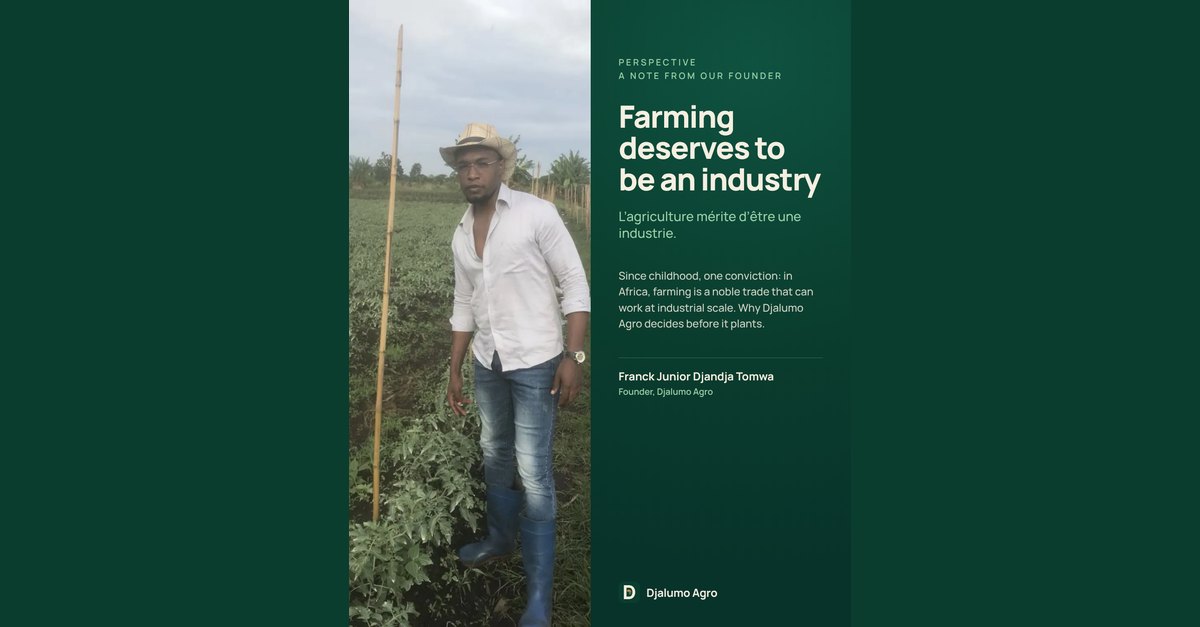 PERSPECTIVE
A NOTE FROM OUR FOUNDER
Farming
deserves to
be an industry
L'agriculture mérite d'être une
industrie.
Since childhood, one conviction: in
Africa, farming is a noble trade that can
work at industrial scale. Why Djalumo
Agro decides before it plants.
Franck Junior Djandja Tomwa
Founder, Djalumo Agro
D
Djalumo Agro